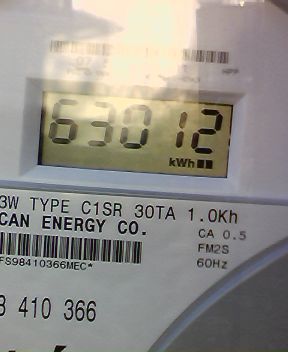 63012
kWh
3W TYPE C1SR 30TA 1.0Kh
CAN ENERGY CO.
CA 0.5
FM2S
FS98410366MEC*
60Hz
8 410 366